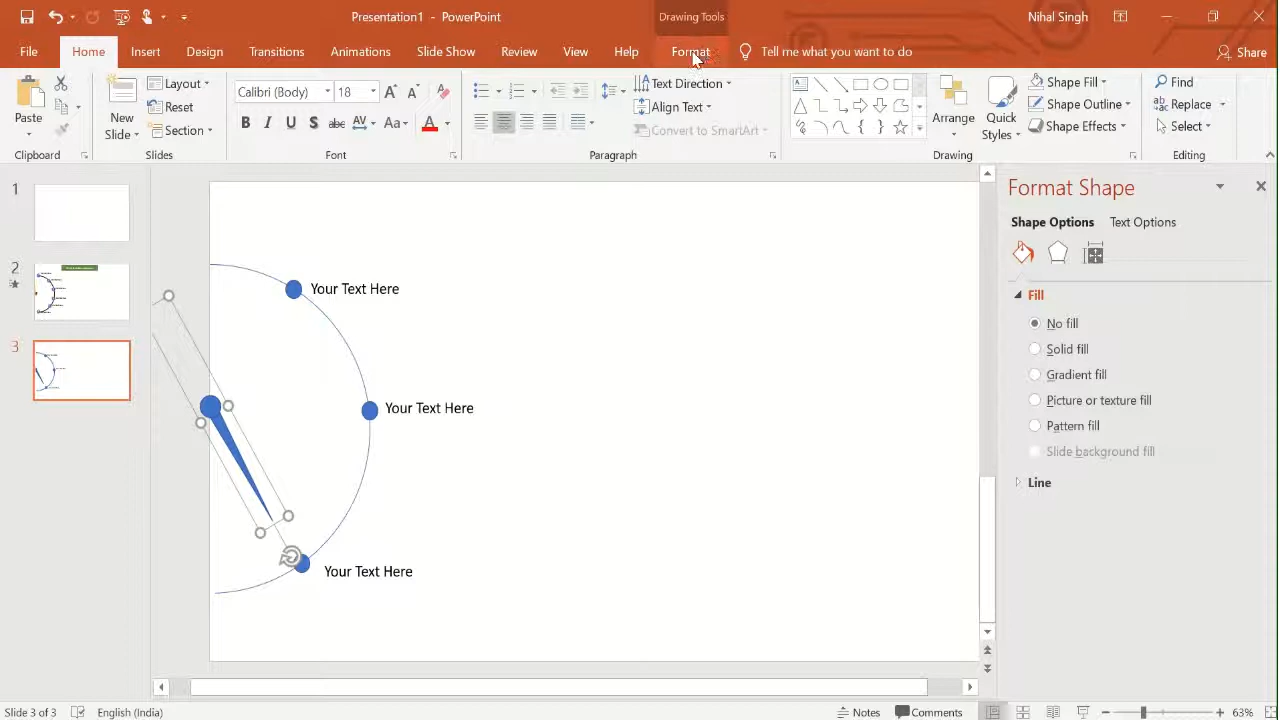 Presentation1 - PowerPoint
Drawing Tools
Nihal Singh
File Home Insert Design Transitions Animations Slide Show Review View Help Format Tell me what you want to do Share
Paste
Clipboard
New Slide
Layout
Reset
Section
Slides
Calibri (Body) 18
B I U S abc AV Aa A
Font
Text Direction
Align Text
Convert to SmartArt
Paragraph
Arrange
Quick Styles
Shape Fill
Shape Outline
Shape Effects
Drawing
Find
Replace
Select
Editing
1
2
3
Your Text Here
Your Text Here
Your Text Here
Format Shape
Shape Options Text Options
Fill
No fill
Solid fill
Gradient fill
Picture or texture fill
Pattern fill
Slide background fill
Line
Slide 3 of 3 English (India) Notes Comments 63%